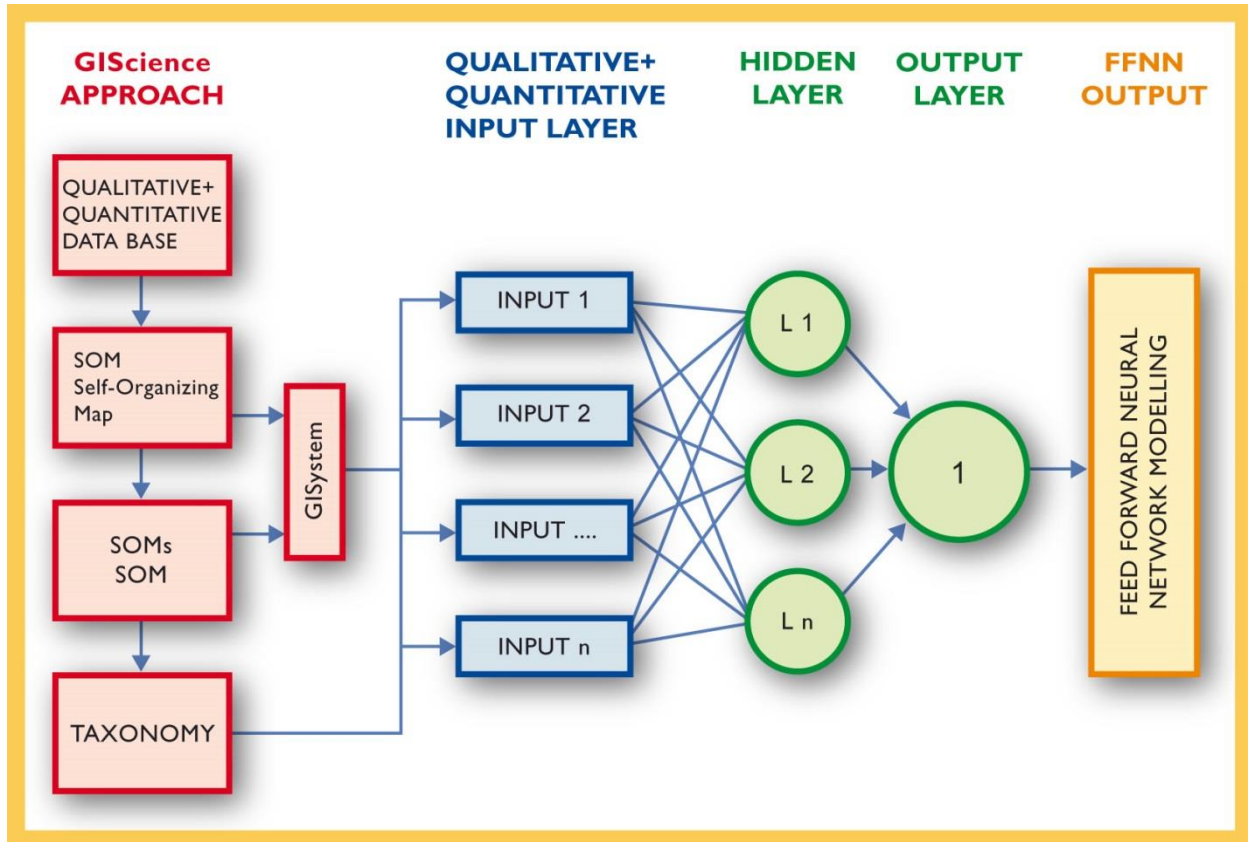 GIScience
APPROACH
QUALITATIVE+
QUANTITATIVE
INPUT LAYER
HIDDEN
LAYER
OUTPUT
LAYER
FFNN
OUTPUT
QUALITATIVE+
QUANTITATIVE
DATA BASE
SOM
Self-Organizing
Map
SOMs
SOM
TAXONOMY
GISystem
INPUT 1
INPUT 2
INPUT ....
INPUT n
L 1
L 2
L n
1
FEED FORWARD NEURAL
NETWORK MODELLING